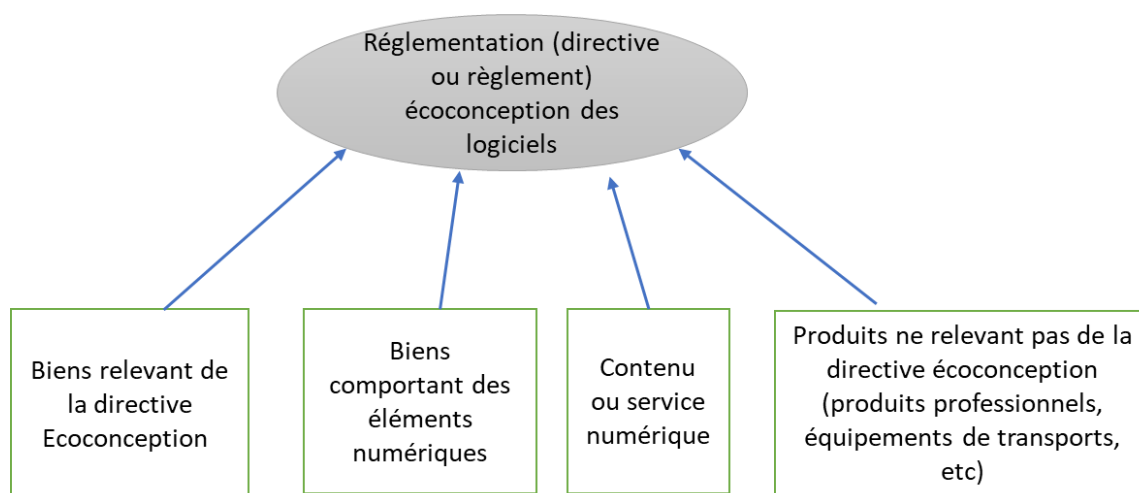 Réglementation (directive
ou règlement)
écoconception des
logiciels
Biens relevant de
la directive
Ecoconception
Biens
comportant des
éléments
numériques
Contenu
ou service
numérique
Produits ne relevant pas de la
directive écoconception
(produits professionnels,
équipements de transports,
etc)